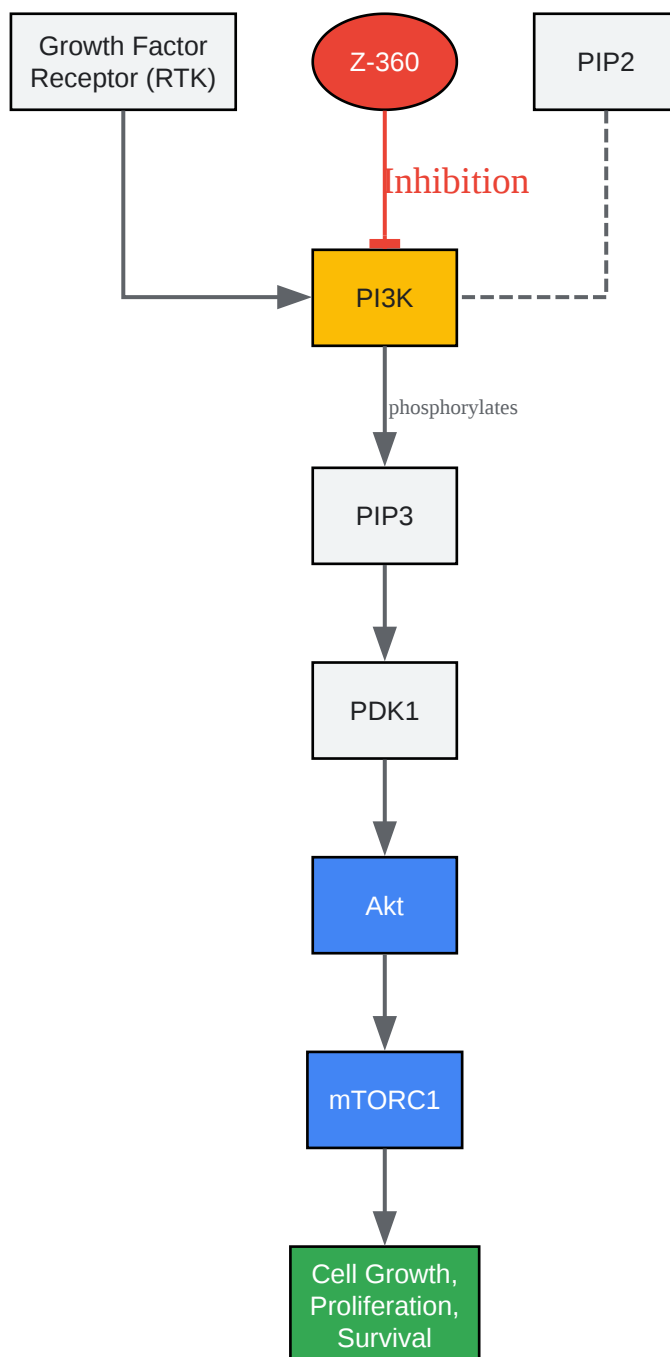 Growth Factor
Receptor (RTK)
Z-360
PIP2
Inhibition
PI3K
phosphorylates
PIP3
PDK1
Akt
mTORC1
Cell Growth,
Proliferation,
Survival